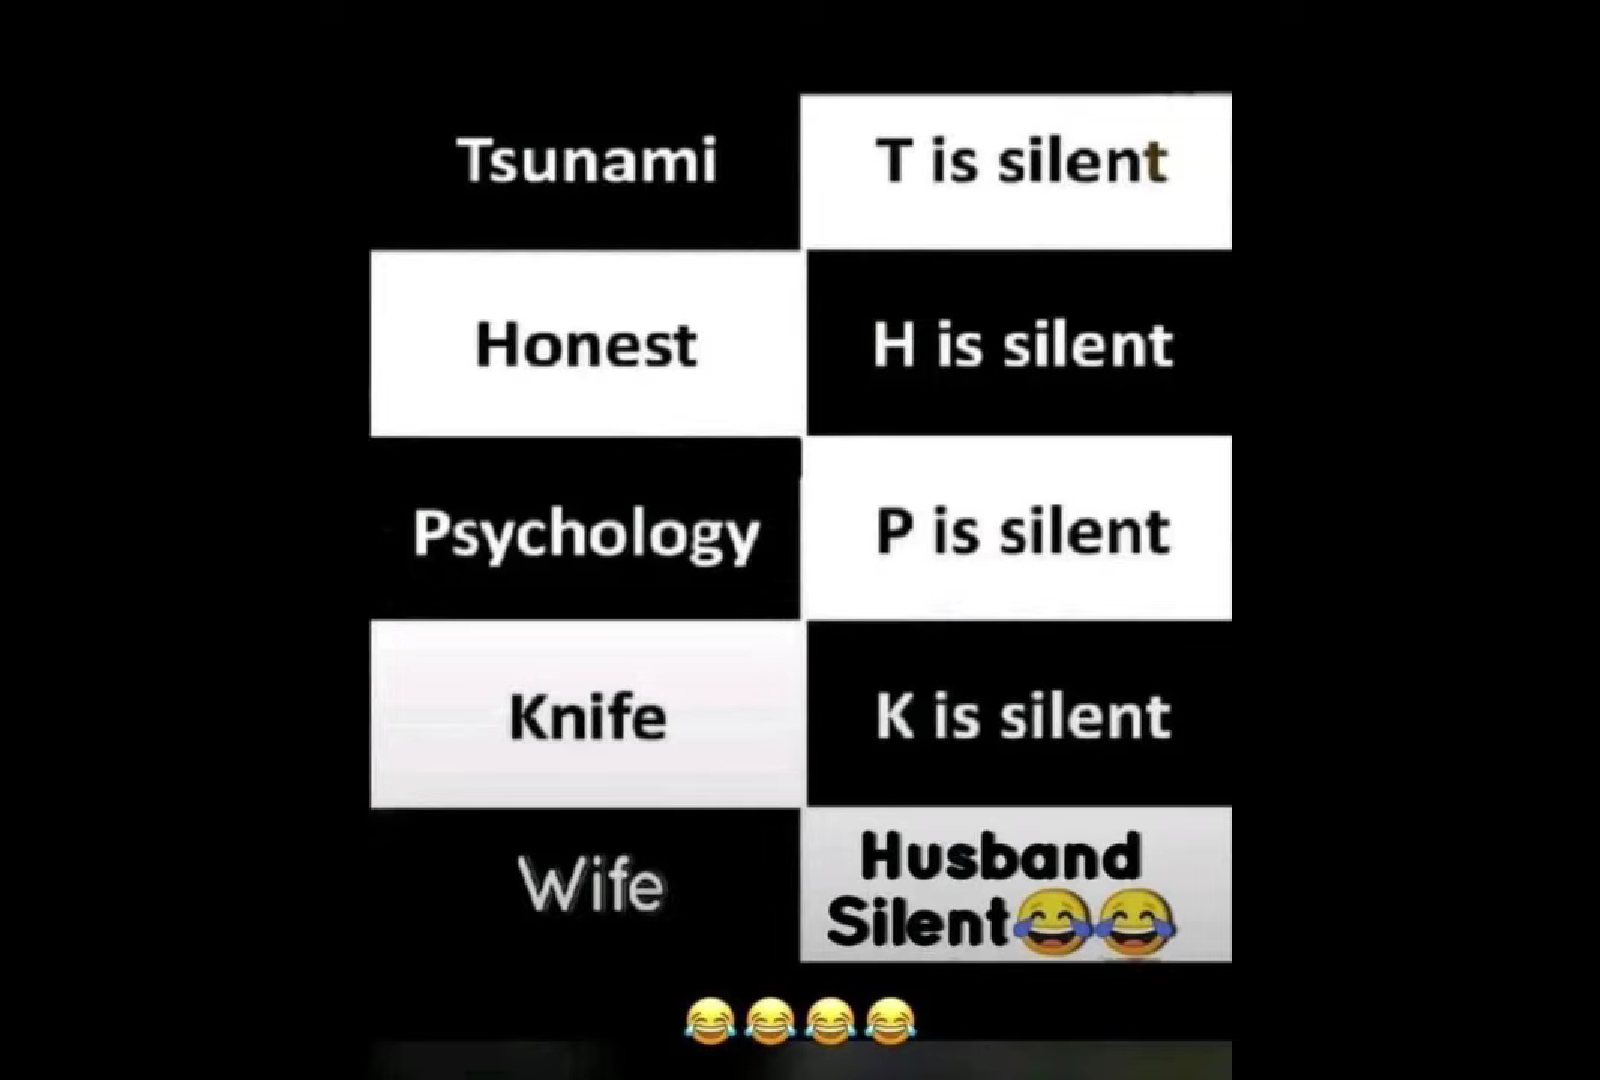 Tsunami
T is silent
Honest
H is silent
Psychology
P is silent
Knife
K is silent
Wife
Husband
Silent😂😂
😂😂😂😂